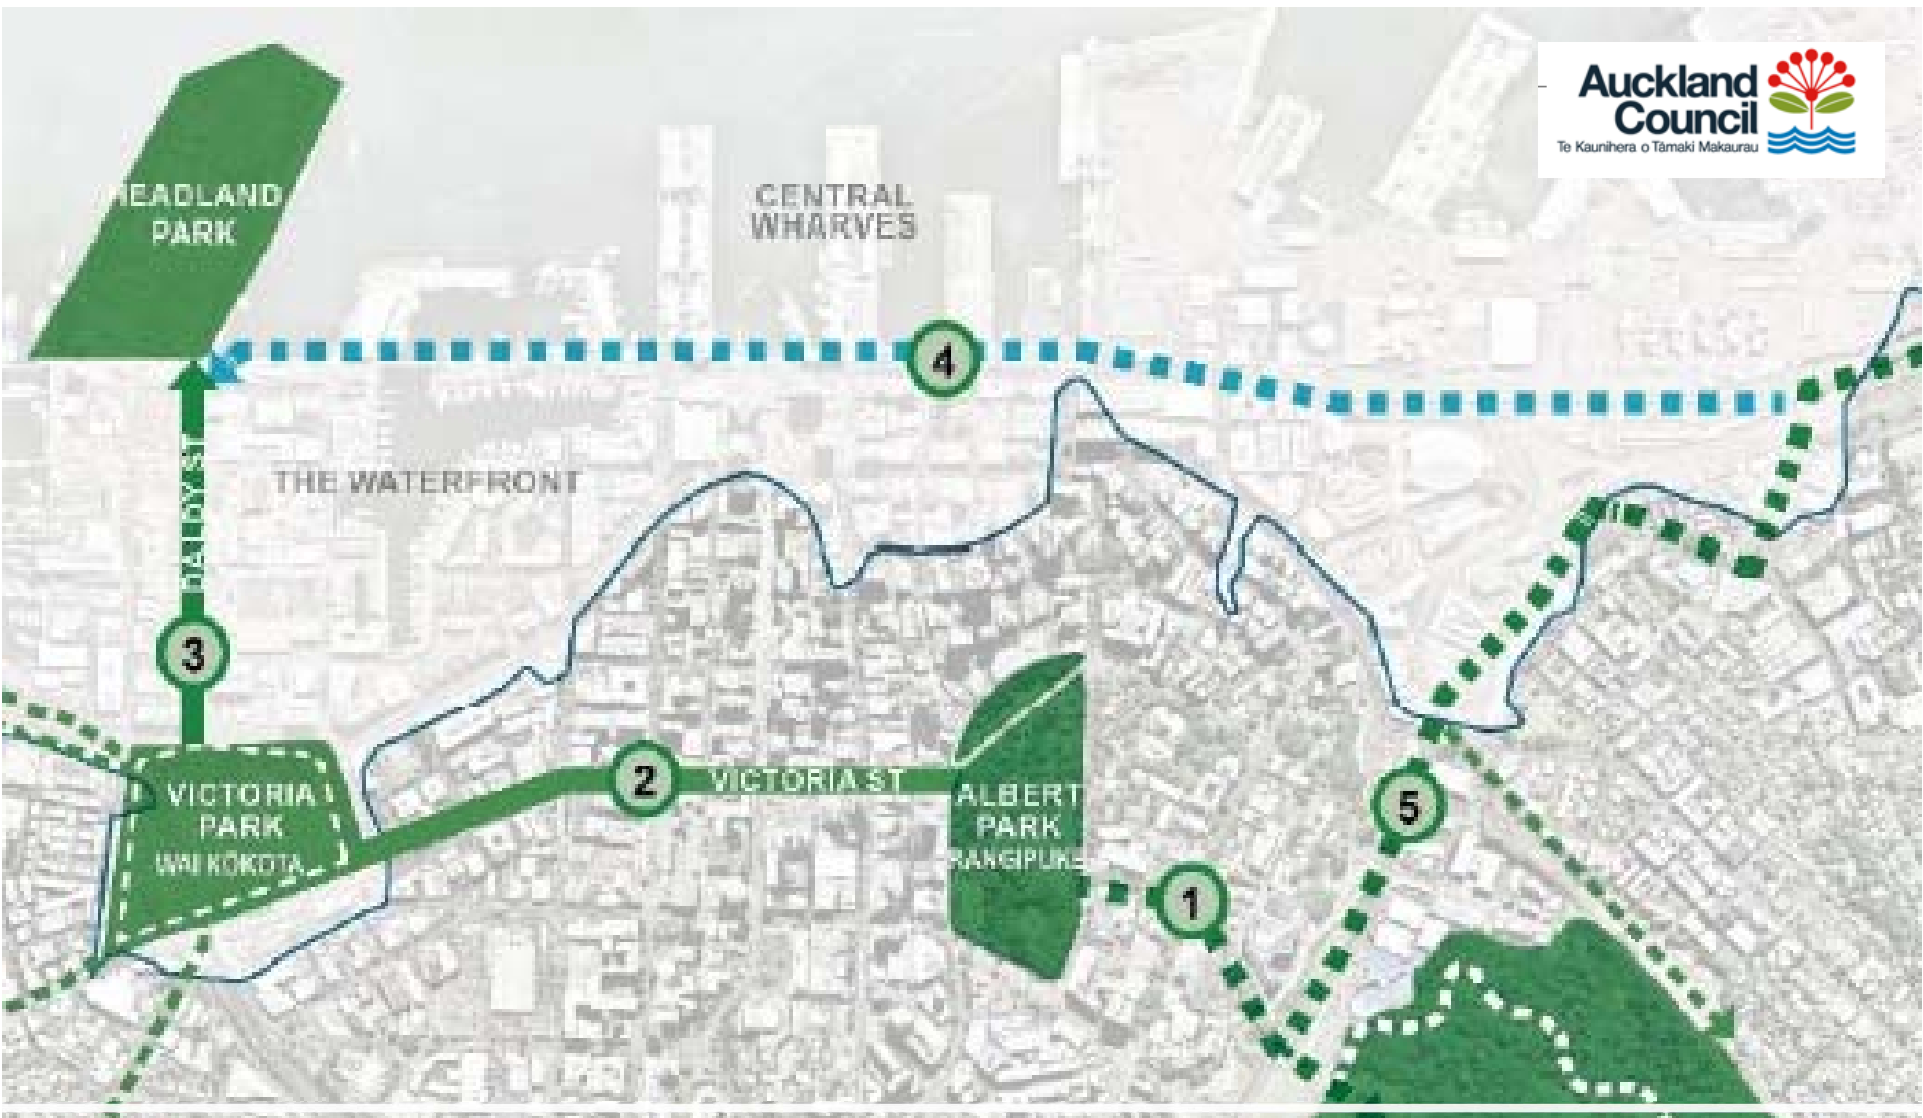 HEADLAND
PARK
CENTRAL
WHARVES
Auckland
Council
Te Kaunihera o Tāmaki Makaurau
4
THE WATERFRONT
DALDY ST
3
2
VICTORIA ST
VICTORIA
PARK
WAI KŌKOTA
ALBERT
PARK
RANGIPUKE
1
5